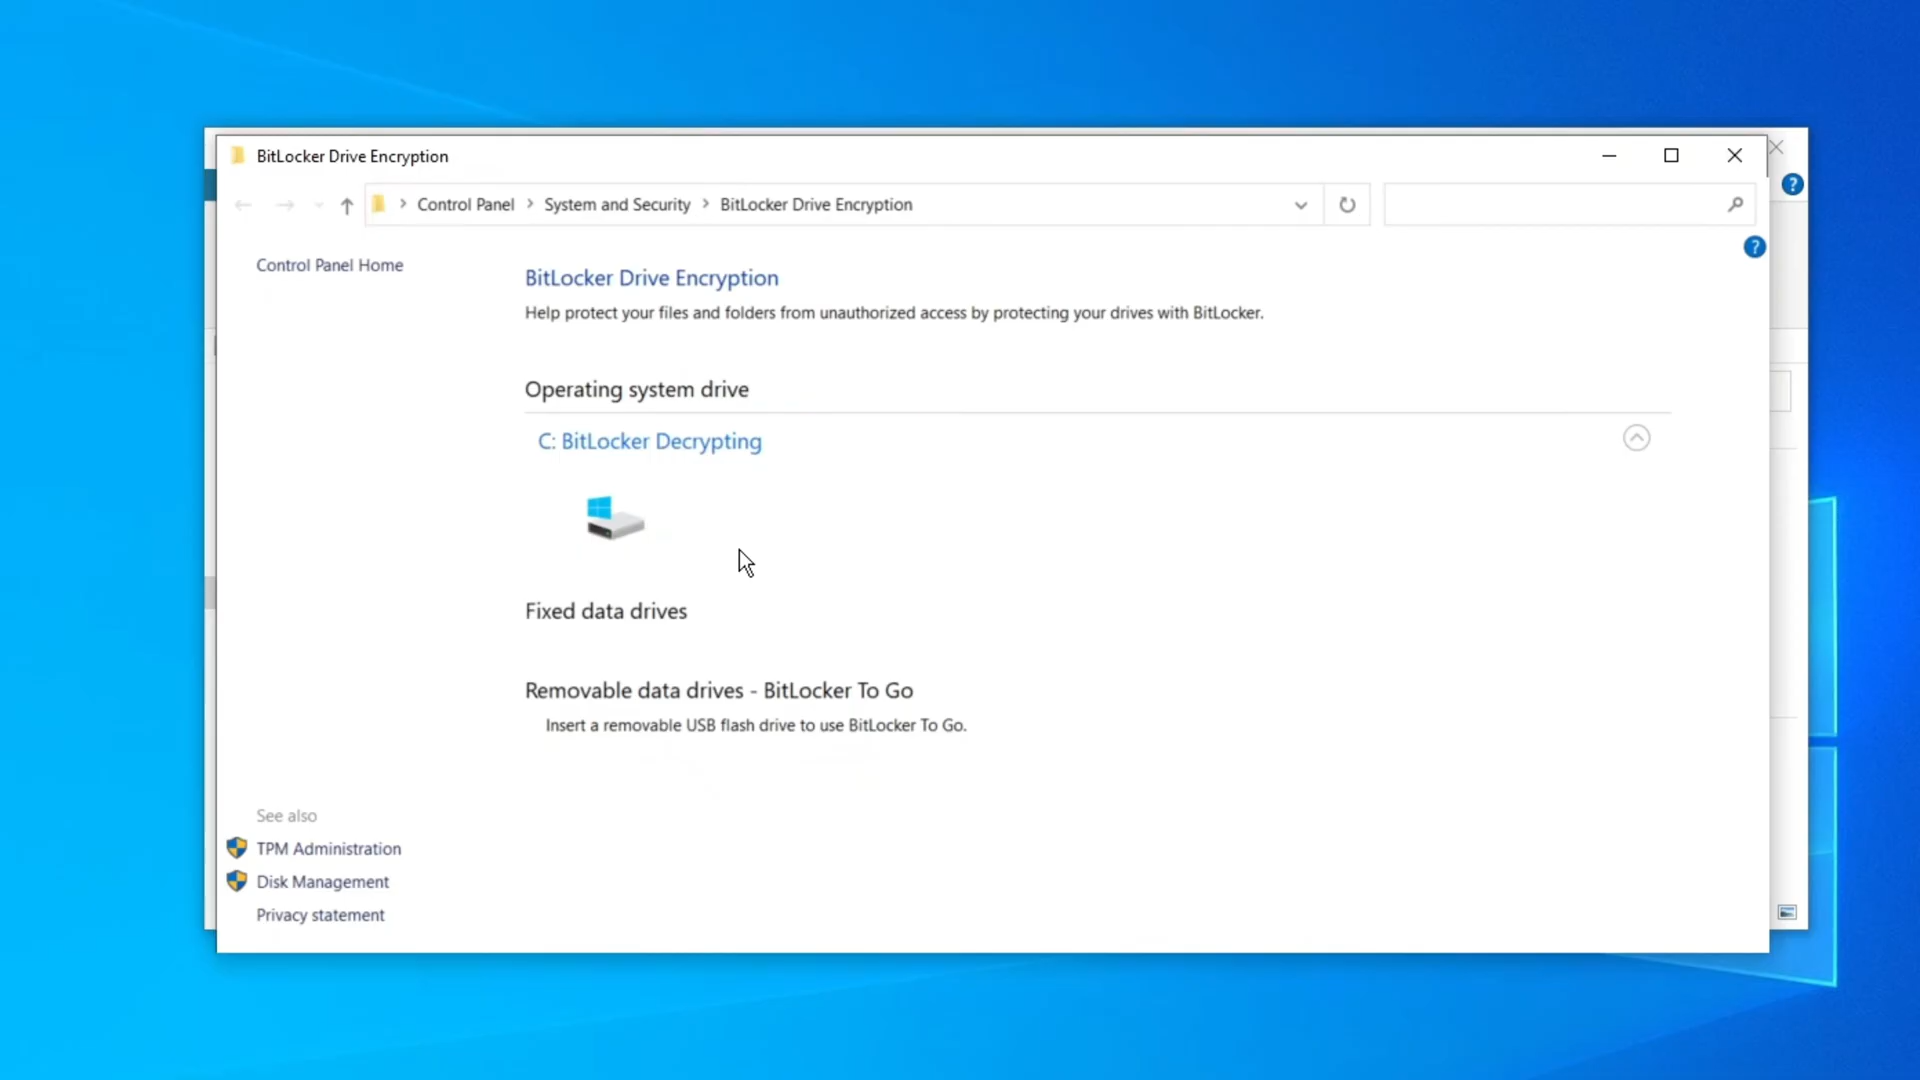 BitLocker Drive Encryption
Control Panel > System and Security > BitLocker Drive Encryption
?
?
Control Panel Home
BitLocker Drive Encryption
Help protect your files and folders from unauthorized access by protecting your drives with BitLocker.
Operating system drive
C: BitLocker Decrypting
Fixed data drives
Removable data drives - BitLocker To Go
Insert a removable USB flash drive to use BitLocker To Go.
See also
TPM Administration
Disk Management
Privacy statement